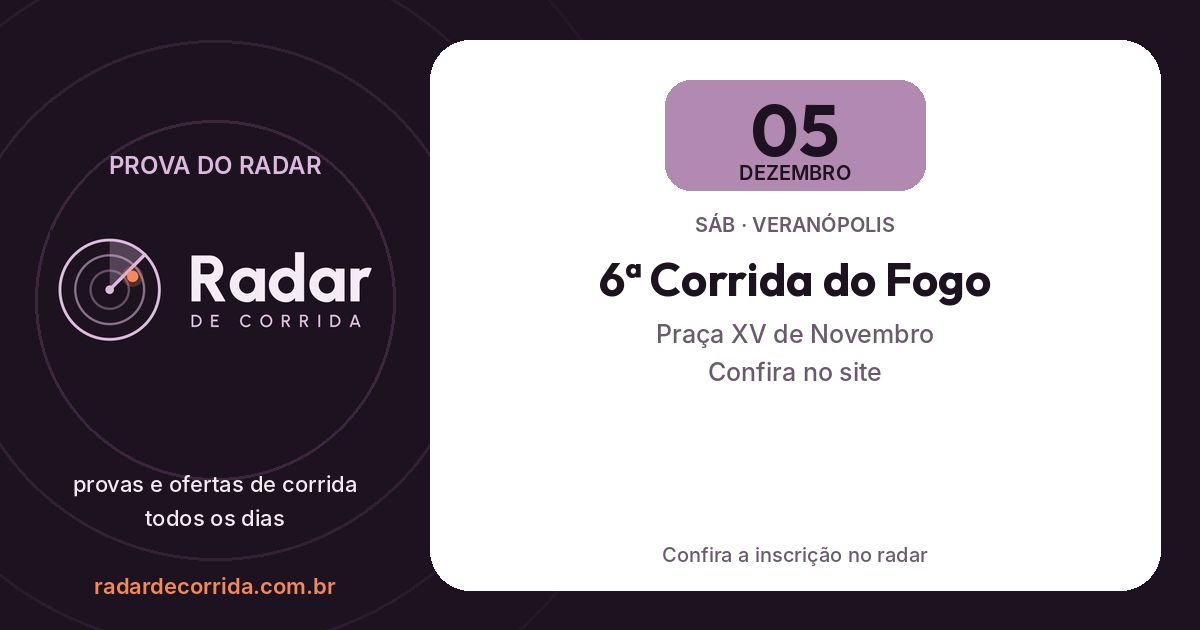 PROVA DO RADAR
Radar
DE CORRIDA
provas e ofertas de corrida
todos os dias
radardecorrida.com.br
05
DEZEMBRO
SÁB · VERANÓPOLIS
6ª Corrida do Fogo
Praça XV de Novembro
Confira no site
Confira a inscrição no radar